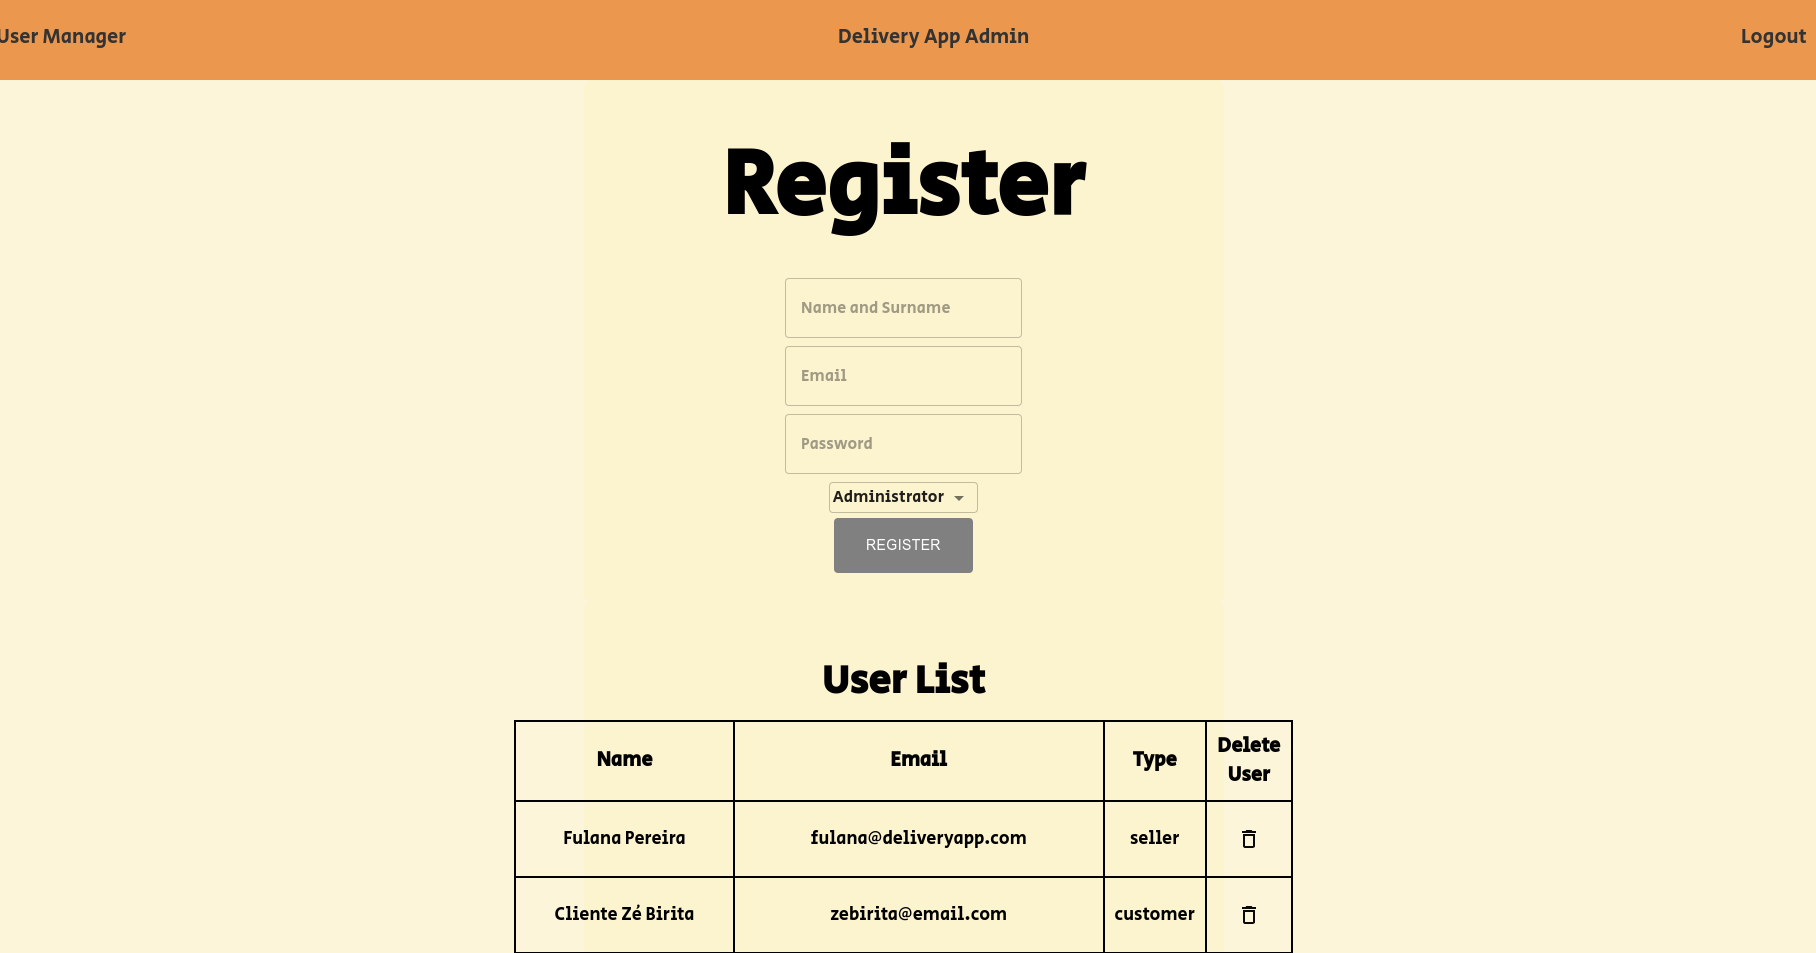 User Manager
Delivery App Admin
Logout
Register
Name and Surname
Email
Password
Administrator
REGISTER
User List
Name Email Type Delete User
Fulana Pereira fulana@deliveryapp.com seller
Cliente Zé Birita zebirita@email.com customer